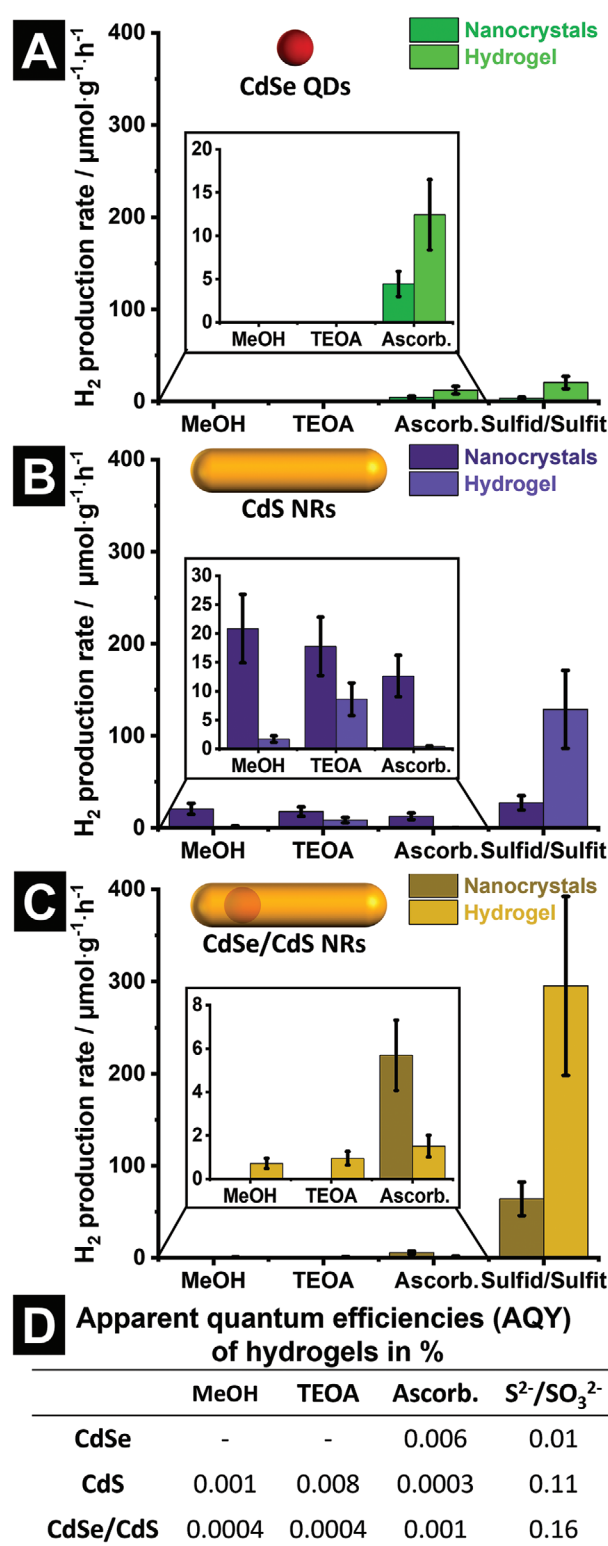 A
Nanocrystals
Hydrogel
CdSe QDs
H₂ production rate / µmol·g⁻¹·h⁻¹
400
300
200
100
0
20
15
10
5
0
MeOH TEOA Ascorb.
MeOH TEOA Ascorb. Sulfid/Sulfit
B
Nanocrystals
Hydrogel
CdS NRs
H₂ production rate / µmol·g⁻¹·h⁻¹
400
300
200
100
0
30
25
20
15
10
5
0
MeOH TEOA Ascorb.
MeOH TEOA Ascorb. Sulfid/Sulfit
C
Nanocrystals
Hydrogel
CdSe/CdS NRs
H₂ production rate / µmol·g⁻¹·h⁻¹
400
300
200
100
0
8
6
4
2
0
MeOH TEOA Ascorb.
MeOH TEOA Ascorb. Sulfid/Sulfit
D Apparent quantum efficiencies (AQY)
of hydrogels in %
MeOH TEOA Ascorb. S²⁻/SO₃²⁻
CdSe - - 0.006 0.01
CdS 0.001 0.008 0.0003 0.11
CdSe/CdS 0.0004 0.0004 0.001 0.16